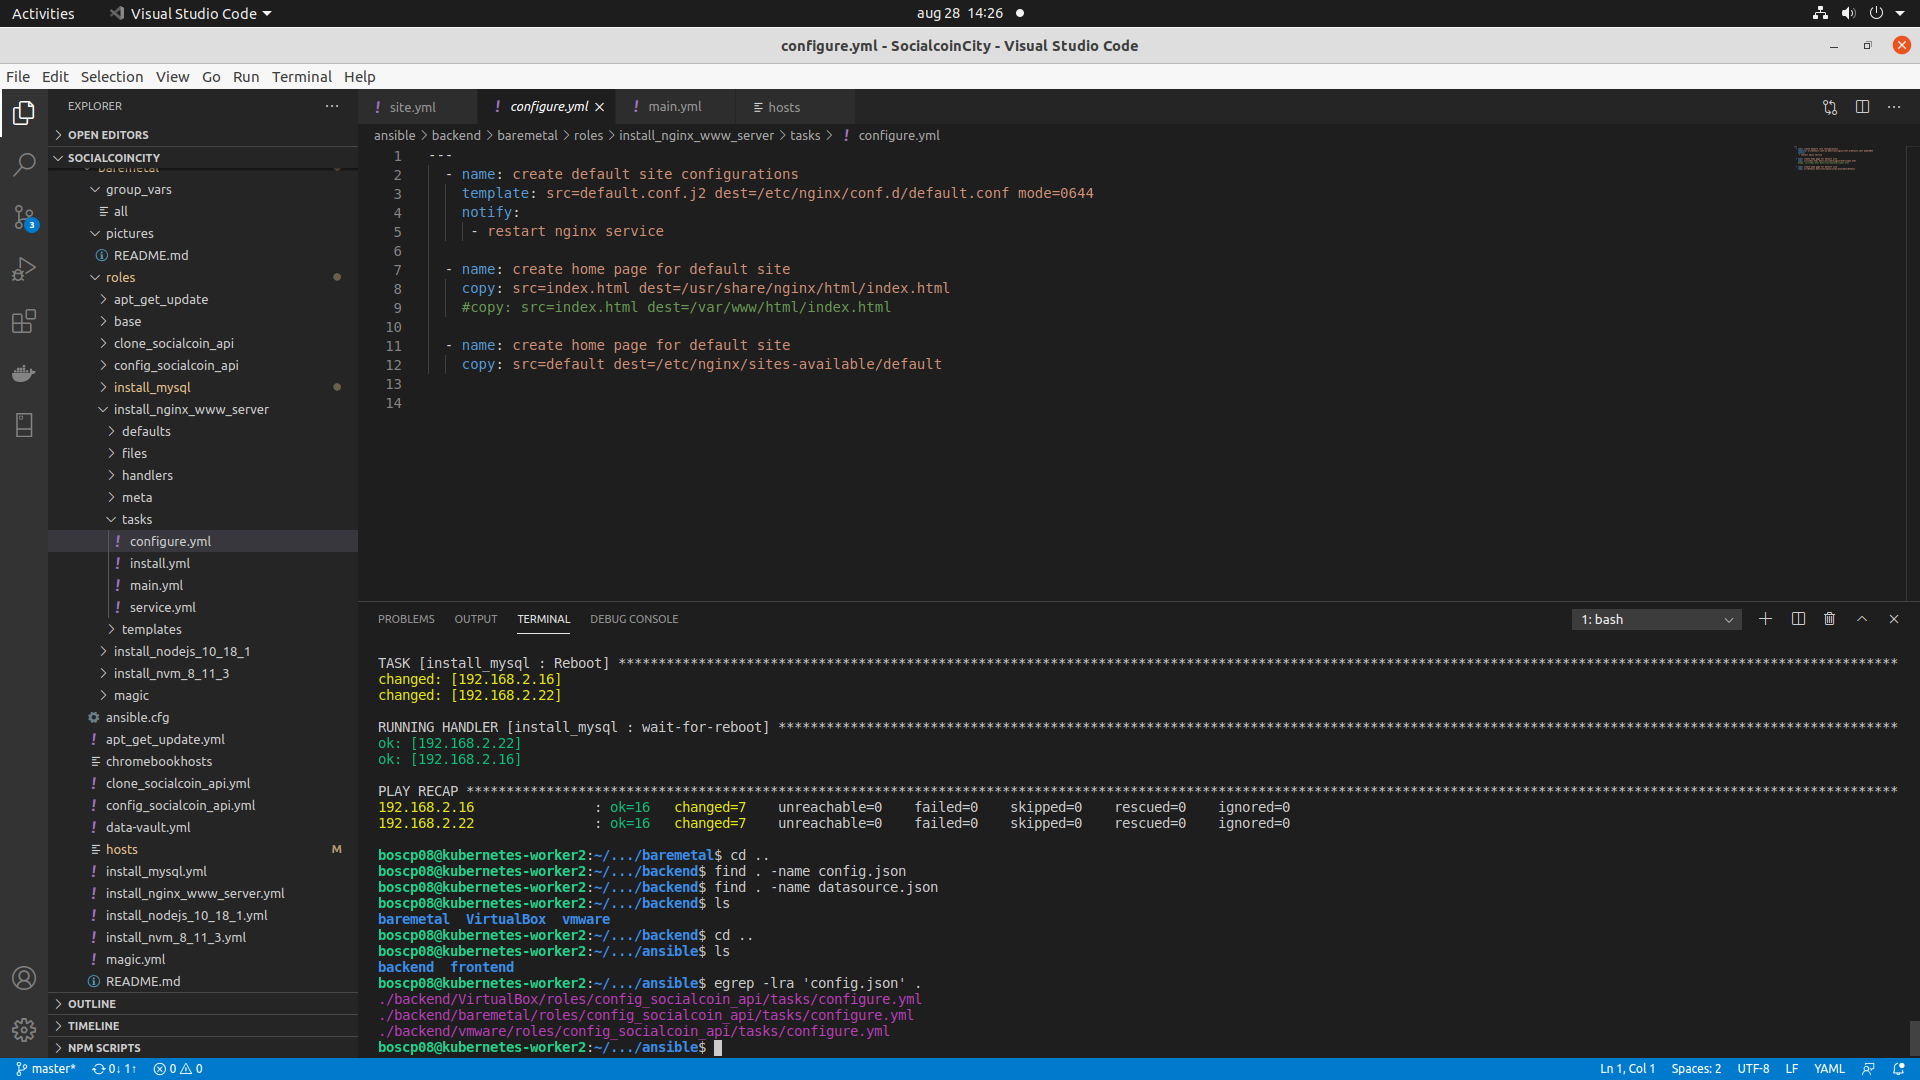 Activities
Visual Studio Code
aug 28 14:26
configure.yml - SocialcoinCity - Visual Studio Code
File Edit Selection View Go Run Terminal Help
EXPLORER
OPEN EDITORS
SOCIALCOINCITY
baremetal
group_vars
all
pictures
README.md
roles
apt_get_update
base
clone_socialcoin_api
config_socialcoin_api
install_mysql
install_nginx_www_server
defaults
files
handlers
meta
tasks
configure.yml
install.yml
main.yml
service.yml
templates
install_nodejs_10_18_1
install_nvm_8_11_3
magic
ansible.cfg
apt_get_update.yml
chromebookhosts
clone_socialcoin_api.yml
config_socialcoin_api.yml
data-vault.yml
hosts M
install_mysql.yml
install_nginx_www_server.yml
install_nodejs_10_18_1.yml
install_nvm_8_11_3.yml
magic.yml
README.md
OUTLINE
TIMELINE
NPM SCRIPTS
3
site.yml configure.yml main.yml hosts
ansible > backend > baremetal > roles > install_nginx_www_server > tasks > ! configure.yml
1 ---
2 - name: create default site configurations
3 template: src=default.conf.j2 dest=/etc/nginx/conf.d/default.conf mode=0644
4 notify:
5 - restart nginx service
6
7 - name: create home page for default site
8 copy: src=index.html dest=/usr/share/nginx/html/index.html
9 #copy: src=index.html dest=/var/www/html/index.html
10
11 - name: create home page for default site
12 copy: src=default dest=/etc/nginx/sites-available/default
13
14
PROBLEMS OUTPUT TERMINAL DEBUG CONSOLE
1: bash
TASK [install_mysql : Reboot] ****************************************************************************************************************************************************************
changed: [192.168.2.16]
changed: [192.168.2.22]
RUNNING HANDLER [install_mysql : wait-for-reboot] ********************************************************************************************************************************************
ok: [192.168.2.22]
ok: [192.168.2.16]
PLAY RECAP ***********************************************************************************************************************************************************************************
192.168.2.16 : ok=16 changed=7 unreachable=0 failed=0 skipped=0 rescued=0 ignored=0
192.168.2.22 : ok=16 changed=7 unreachable=0 failed=0 skipped=0 rescued=0 ignored=0
boscp08@kubernetes-worker2:~/.../baremetal$ cd ..
boscp08@kubernetes-worker2:~/.../backend$ find . -name config.json
boscp08@kubernetes-worker2:~/.../backend$ find . -name datasource.json
boscp08@kubernetes-worker2:~/.../backend$ ls
baremetal VirtualBox vmware
boscp08@kubernetes-worker2:~/.../backend$ cd ..
boscp08@kubernetes-worker2:~/.../ansible$ ls
backend frontend
boscp08@kubernetes-worker2:~/.../ansible$ egrep -lra 'config.json' .
./backend/VirtualBox/roles/config_socialcoin_api/tasks/configure.yml
./backend/baremetal/roles/config_socialcoin_api/tasks/configure.yml
./backend/vmware/roles/config_socialcoin_api/tasks/configure.yml
boscp08@kubernetes-worker2:~/.../ansible$
master* 0↓ 1↑ 0 0
Ln 1, Col 1 Spaces: 2 UTF-8 LF YAML